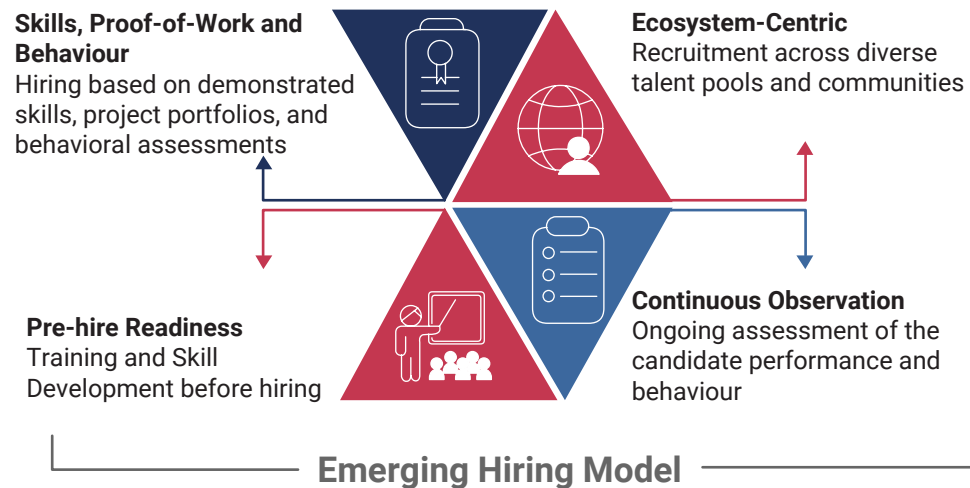 Skills, Proof-of-Work and
Behaviour
Hiring based on demonstrated
skills, project portfolios, and
behavioral assessments
Ecosystem-Centric
Recruitment across diverse
talent pools and communities
Pre-hire Readiness
Training and Skill
Development before hiring
Continuous Observation
Ongoing assessment of the
candidate performance and
behaviour
Emerging Hiring Model